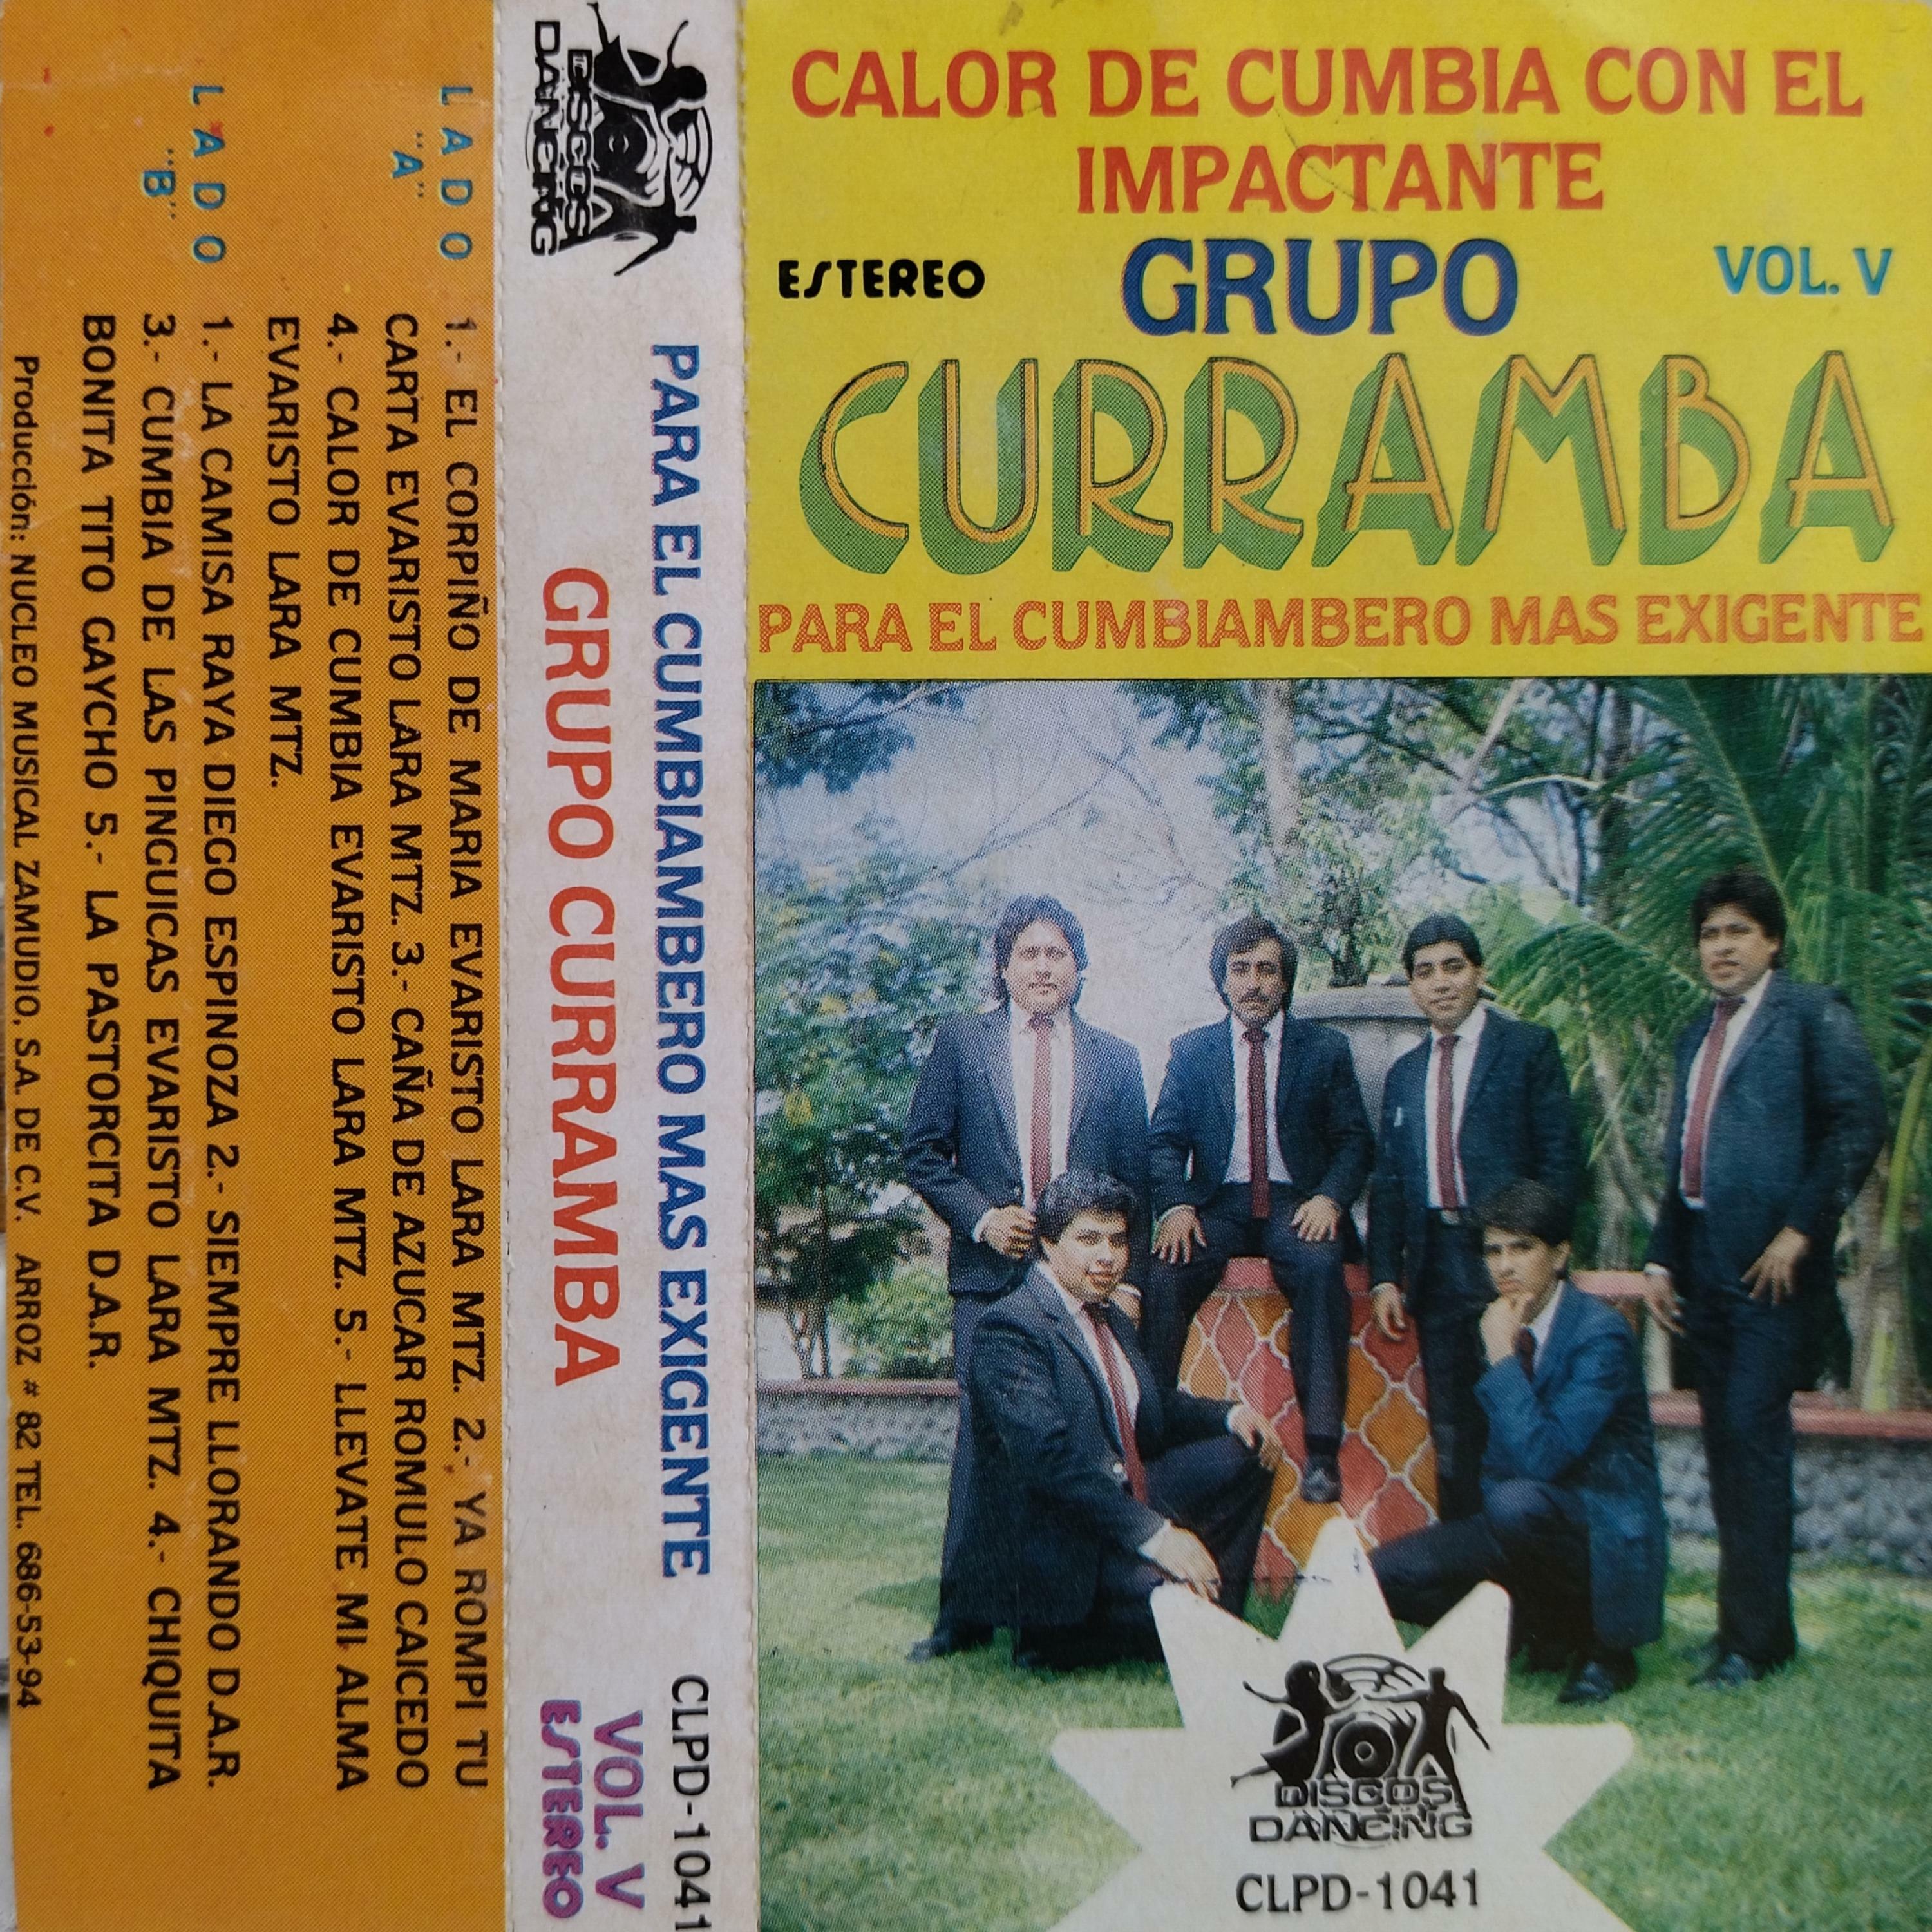 CALOR DE CUMBIA CON EL
IMPACTANTE
ESTEREO
GRUPO
VOL. V
CURRAMBA
PARA EL CUMBIAMBERO MAS EXIGENTE
DISCOS
DANCING
CLPD-1041
DISCOS
DANCING
PARA EL CUMBIAMBERO MAS EXIGENTE
CLPD-1041
GRUPO CURRAMBA
VOL. V
ESTEREO
LADO
"A"
1.- EL CORPIÑO DE MARIA EVARISTO LARA MTZ. 2.- YA ROMPI TU
CARTA EVARISTO LARA MTZ. 3.- CAÑA DE AZUCAR ROMULO CAICEDO
4.- CALOR DE CUMBIA EVARISTO LARA MTZ. 5.- LLEVATE MI ALMA
EVARISTO LARA MTZ.
LADO
"B"
1.- LA CAMISA RAYA DIEGO ESPINOZA 2.- SIEMPRE LLORANDO D.A.R.
3.- CUMBIA DE LAS PINGUICAS EVARISTO LARA MTZ. 4.- CHIQUITA
BONITA TITO GAYCHO 5.- LA PASTORCITA D.A.R.
Producción: NUCLEO MUSICAL ZAMUDIO, S.A. DE C.V. ARROZ # 82 TEL. 686-53-94